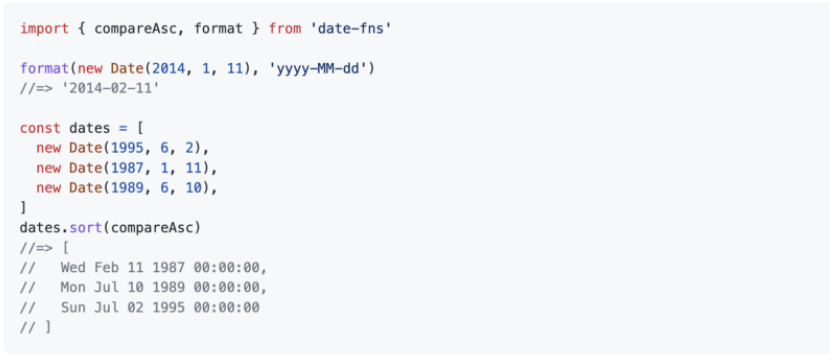 import { compareAsc, format } from 'date-fns'

format(new Date(2014, 1, 11), 'yyyy-MM-dd')
//=> '2014-02-11'

const dates = [
  new Date(1995, 6, 2),
  new Date(1987, 1, 11),
  new Date(1989, 6, 10),
]
dates.sort(compareAsc)
//=> [
//   Wed Feb 11 1987 00:00:00,
//   Mon Jul 10 1989 00:00:00,
//   Sun Jul 02 1995 00:00:00
// ]